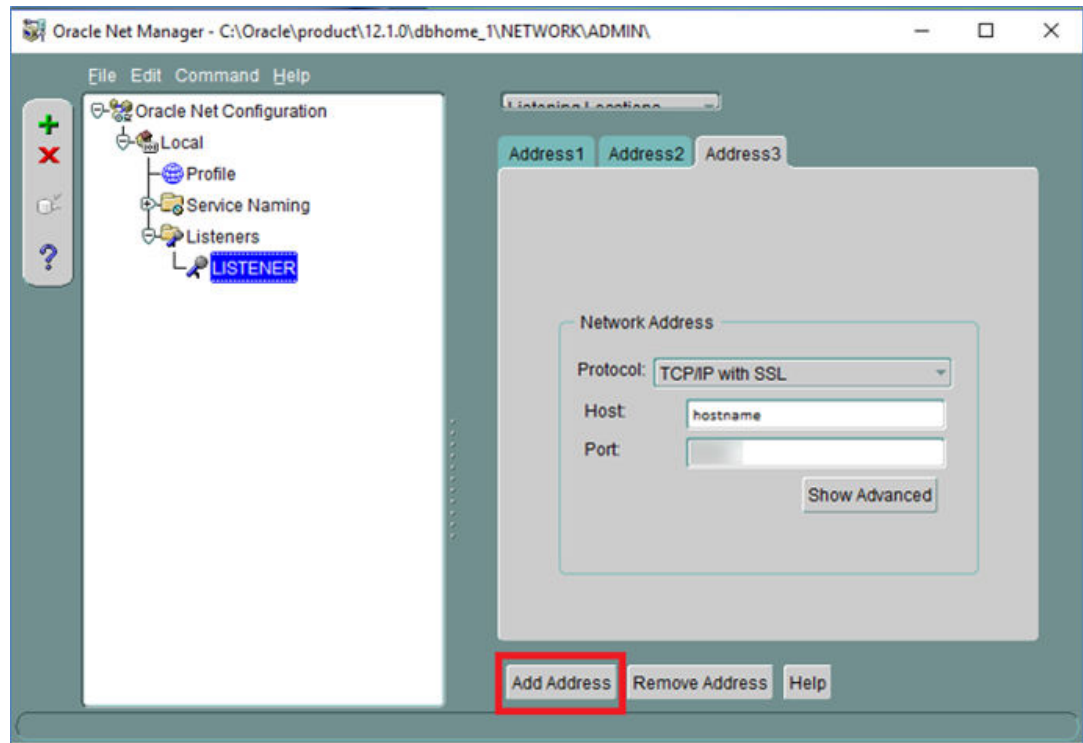 Oracle Net Manager - C:\Oracle\product\12.1.0\dbhome_1\NETWORK\ADMIN\
File Edit Command Help
Oracle Net Configuration
Local
Profile
Service Naming
Listeners
LISTENER
Listening Locations
Address1 Address2 Address3
Network Address
Protocol: TCP/IP with SSL
Host: hostname
Port:
Show Advanced
Add Address Remove Address Help